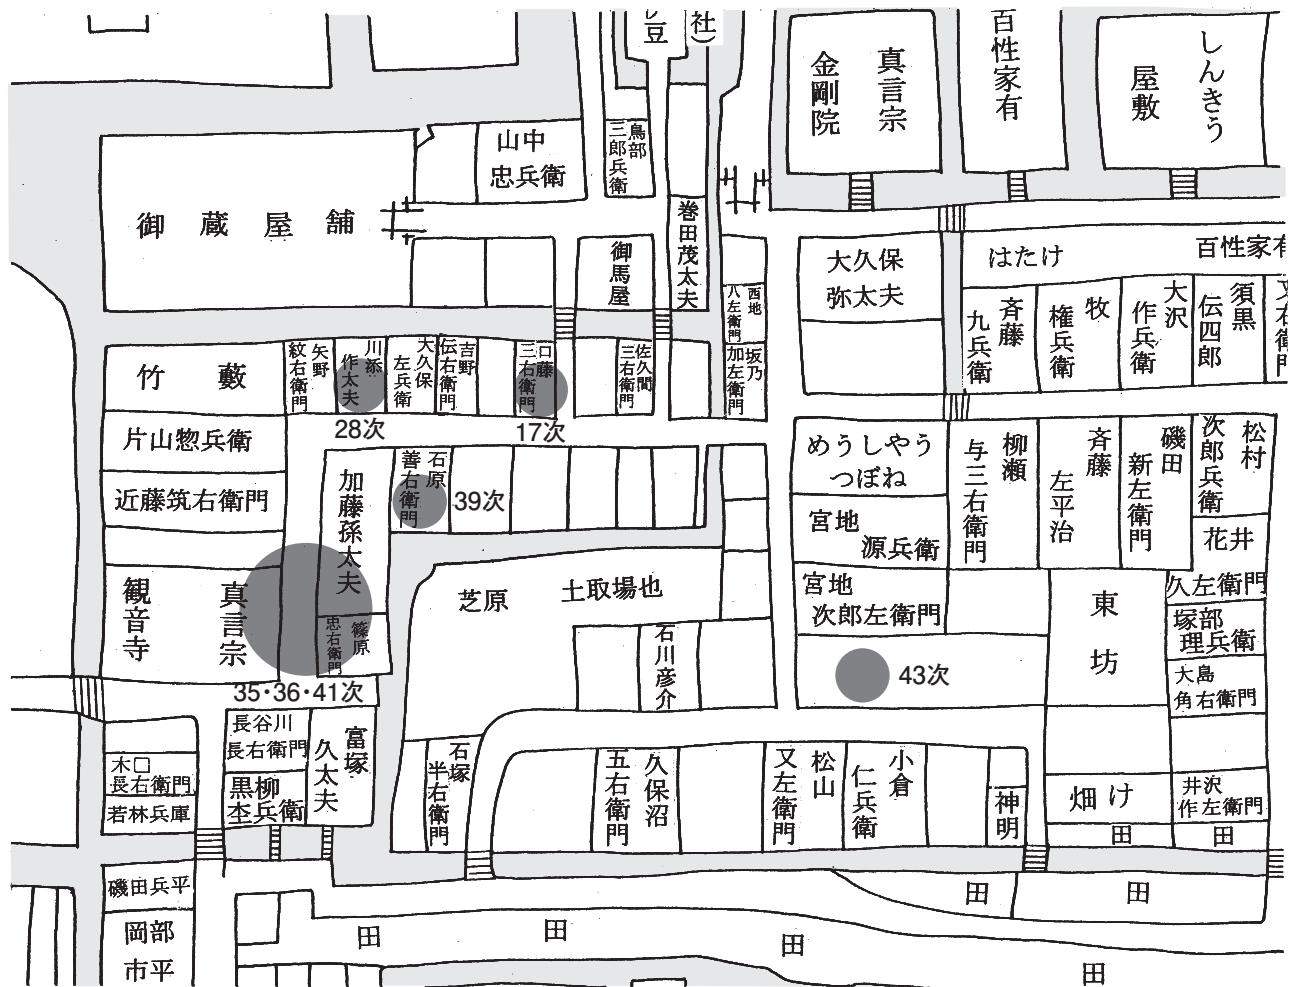 社）
豆
真言宗
金剛院
百性家有
しんきう
屋敷
山中
忠兵衛
鳥部
三郎兵衛
御蔵屋舗
巻田茂太夫
御馬屋
大久保
弥太夫
はたけ
百性家有
西地
八左衛門
坂乃
加左衛門
斉藤
九兵衛
牧
権兵衛
大沢
作兵衛
須黒
伝四郎
又右衛門
竹藪
矢野
紋右衛門
川添
作太夫
大久保
左兵衛
吉野
伝右衛門
口藤
三右衛門
佐久間
三右衛門
28次
17次
片山惣兵衛
近藤筑右衛門
加藤孫太夫
石原
善右衛門
39次
めうしやう
つぼね
柳瀬
与三右衛門
斉藤
左平治
磯田
新左衛門
松村
次郎兵衛
宮地
源兵衛
花井
久左衛門
真言宗
観音寺
篠原
忠右衛門
35・36・41次
芝原
土取場也
石川彦介
宮地
次郎左衛門
43次
東坊
塚部
理兵衛
大島
角右衛門
長谷川
長右衛門
富塚
久太夫
黒柳
杢兵衛
木□
長右衛門
若林兵庫
石塚
半右衛門
久保沼
五右衛門
松山
又左衛門
小倉
仁兵衛
神明
畑け
井沢
作左衛門
田
田
磯田兵平
岡部
市平
田
田
田
田
田
田